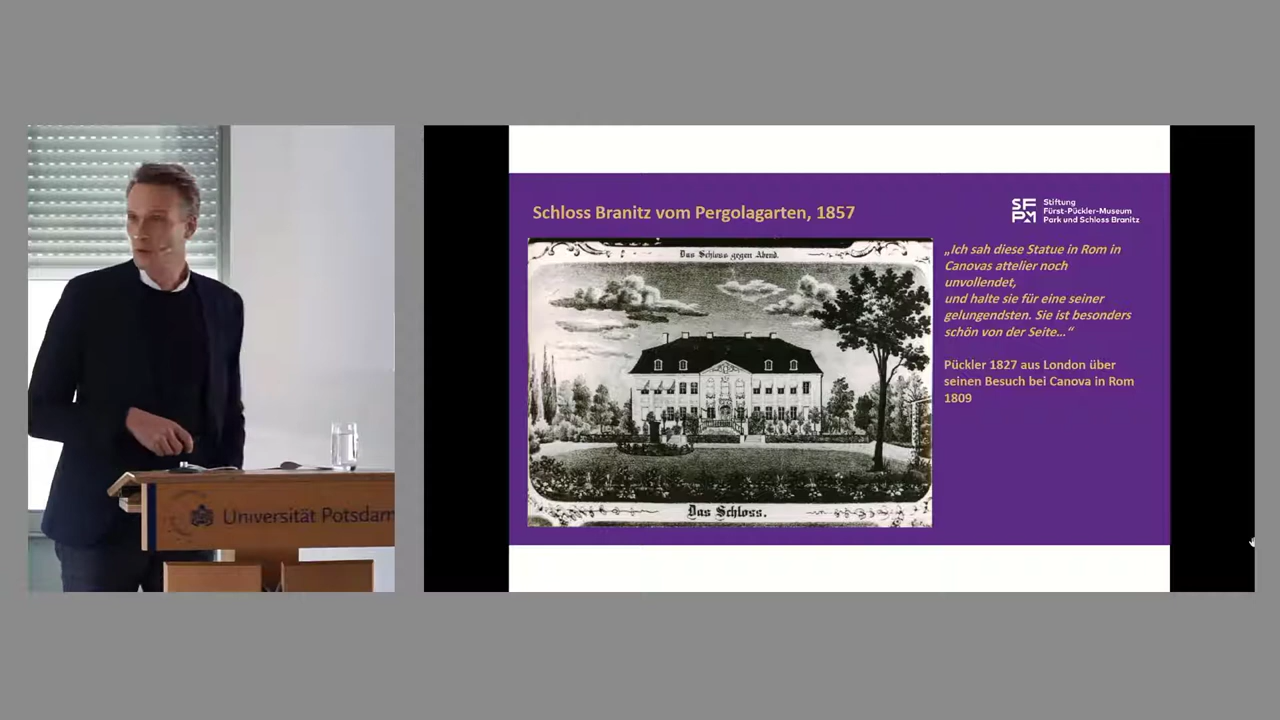 Universität Potsdam
Schloss Branitz vom Pergolagarten, 1857
SF
PM
Stiftung
Fürst-Pückler-Museum
Park und Schloss Branitz
Das Schloss gegen Abend.
Das Schloss.
„Ich sah diese Statue in Rom in
Canovas attelier noch
unvollendet,
und halte sie für eine seiner
gelungendsten. Sie ist besonders
schön von der Seite...“
Pückler 1827 aus London über
seinen Besuch bei Canova in Rom
1809